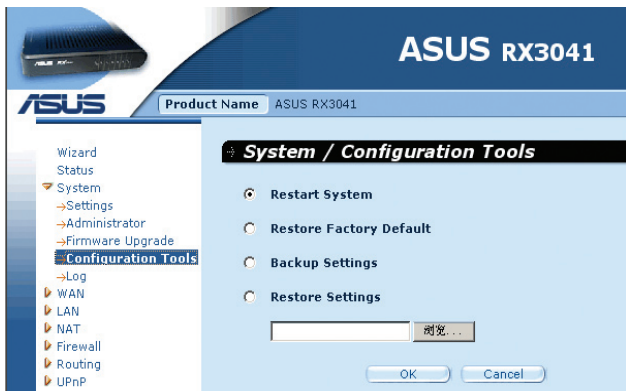 ASUS RX3041
ASUS
Product Name ASUS RX3041
Wizard
Status
System
→Settings
→Administrator
→Firmware Upgrade
→Configuration Tools
→Log
WAN
LAN
NAT
Firewall
Routing
UPnP
System / Configuration Tools
Restart System
Restore Factory Default
Backup Settings
Restore Settings
浏览...
OK Cancel